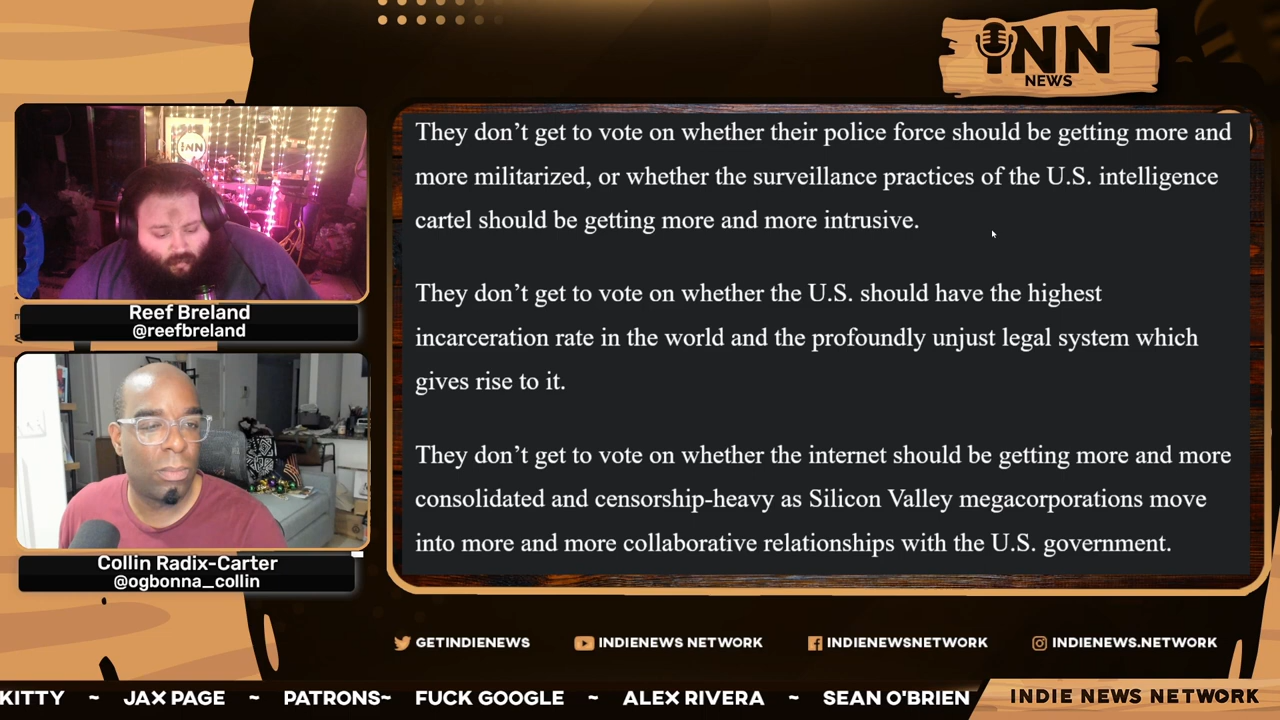 INN
NEWS
They don’t get to vote on whether their police force should be getting more and
more militarized, or whether the surveillance practices of the U.S. intelligence
cartel should be getting more and more intrusive.
They don’t get to vote on whether the U.S. should have the highest
incarceration rate in the world and the profoundly unjust legal system which
gives rise to it.
They don’t get to vote on whether the internet should be getting more and more
consolidated and censorship-heavy as Silicon Valley megacorporations move
into more and more collaborative relationships with the U.S. government.
INN
Reef Breland
@reefbreland
Collin Radix-Carter
@ogbonna_collin
GETINDIENEWS
INDIENEWS NETWORK
INDIENEWSNETWORK
INDIENEWS.NETWORK
KITTY ~ JAX PAGE ~ PATRONS~ FUCK GOOGLE ~ ALEX RIVERA ~ SEAN O'BRIEN
INDIE NEWS NETWORK